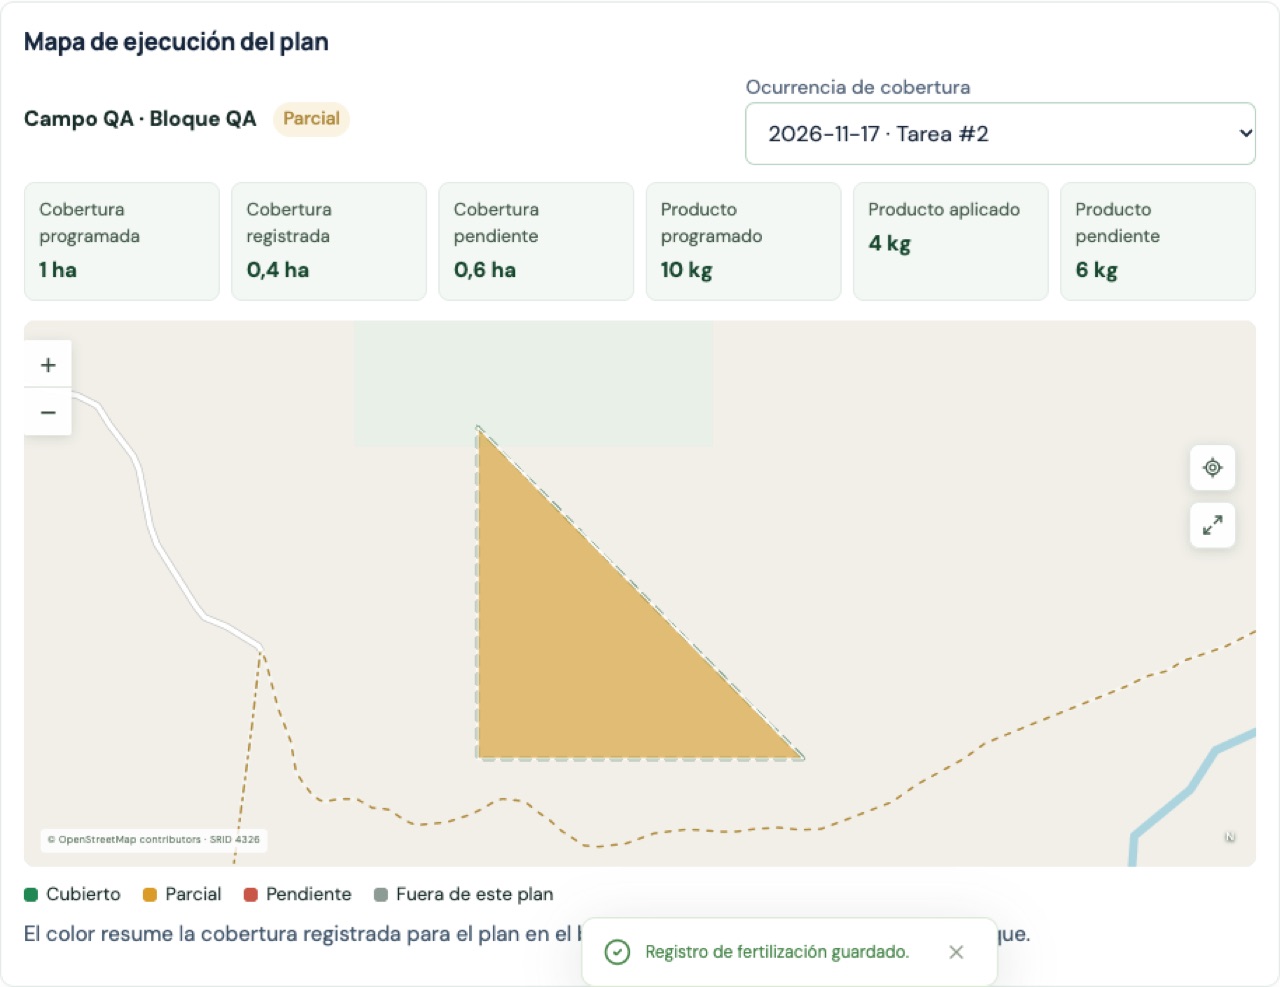 Mapa de ejecución del plan
Ocurrencia de cobertura
Campo QA · Bloque QA
Parcial
2026-11-17 · Tarea #2
Cobertura
programada
1 ha
Cobertura
registrada
0,4 ha
Cobertura
pendiente
0,6 ha
Producto
programado
10 kg
Producto aplicado
4 kg
Producto
pendiente
6 kg
+
−
© OpenStreetMap contributors · SRID 4326
N
Cubierto
Parcial
Pendiente
Fuera de este plan
El color resume la cobertura registrada para el plan en el
Registro de fertilización guardado.